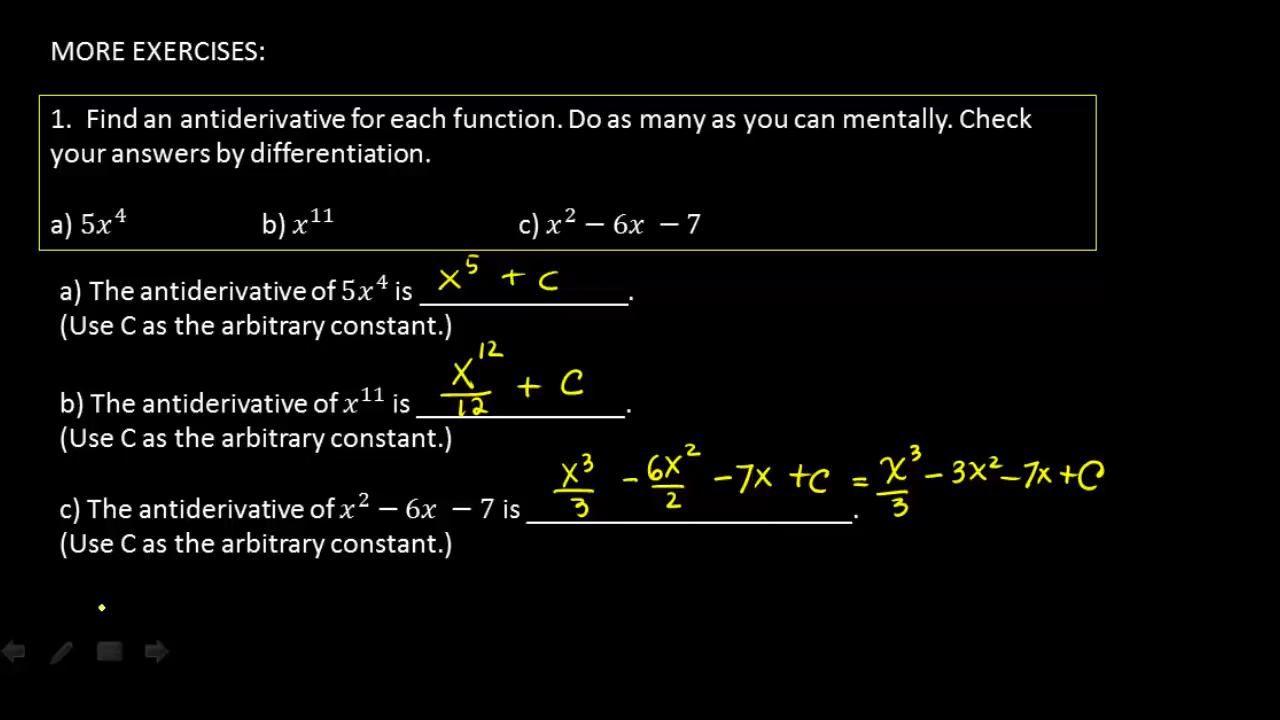 MORE EXERCISES:
1. Find an antiderivative for each function. Do as many as you can mentally. Check
your answers by differentiation.
a) 5x⁴ b) x¹¹ c) x² − 6x − 7
a) The antiderivative of 5x⁴ is x⁵ + C.
(Use C as the arbitrary constant.)
b) The antiderivative of x¹¹ is x¹²/12 + C.
(Use C as the arbitrary constant.)
c) The antiderivative of x² − 6x − 7 is x³/3 − 6x²/2 − 7x + C = x³/3 − 3x² − 7x + C.
(Use C as the arbitrary constant.)